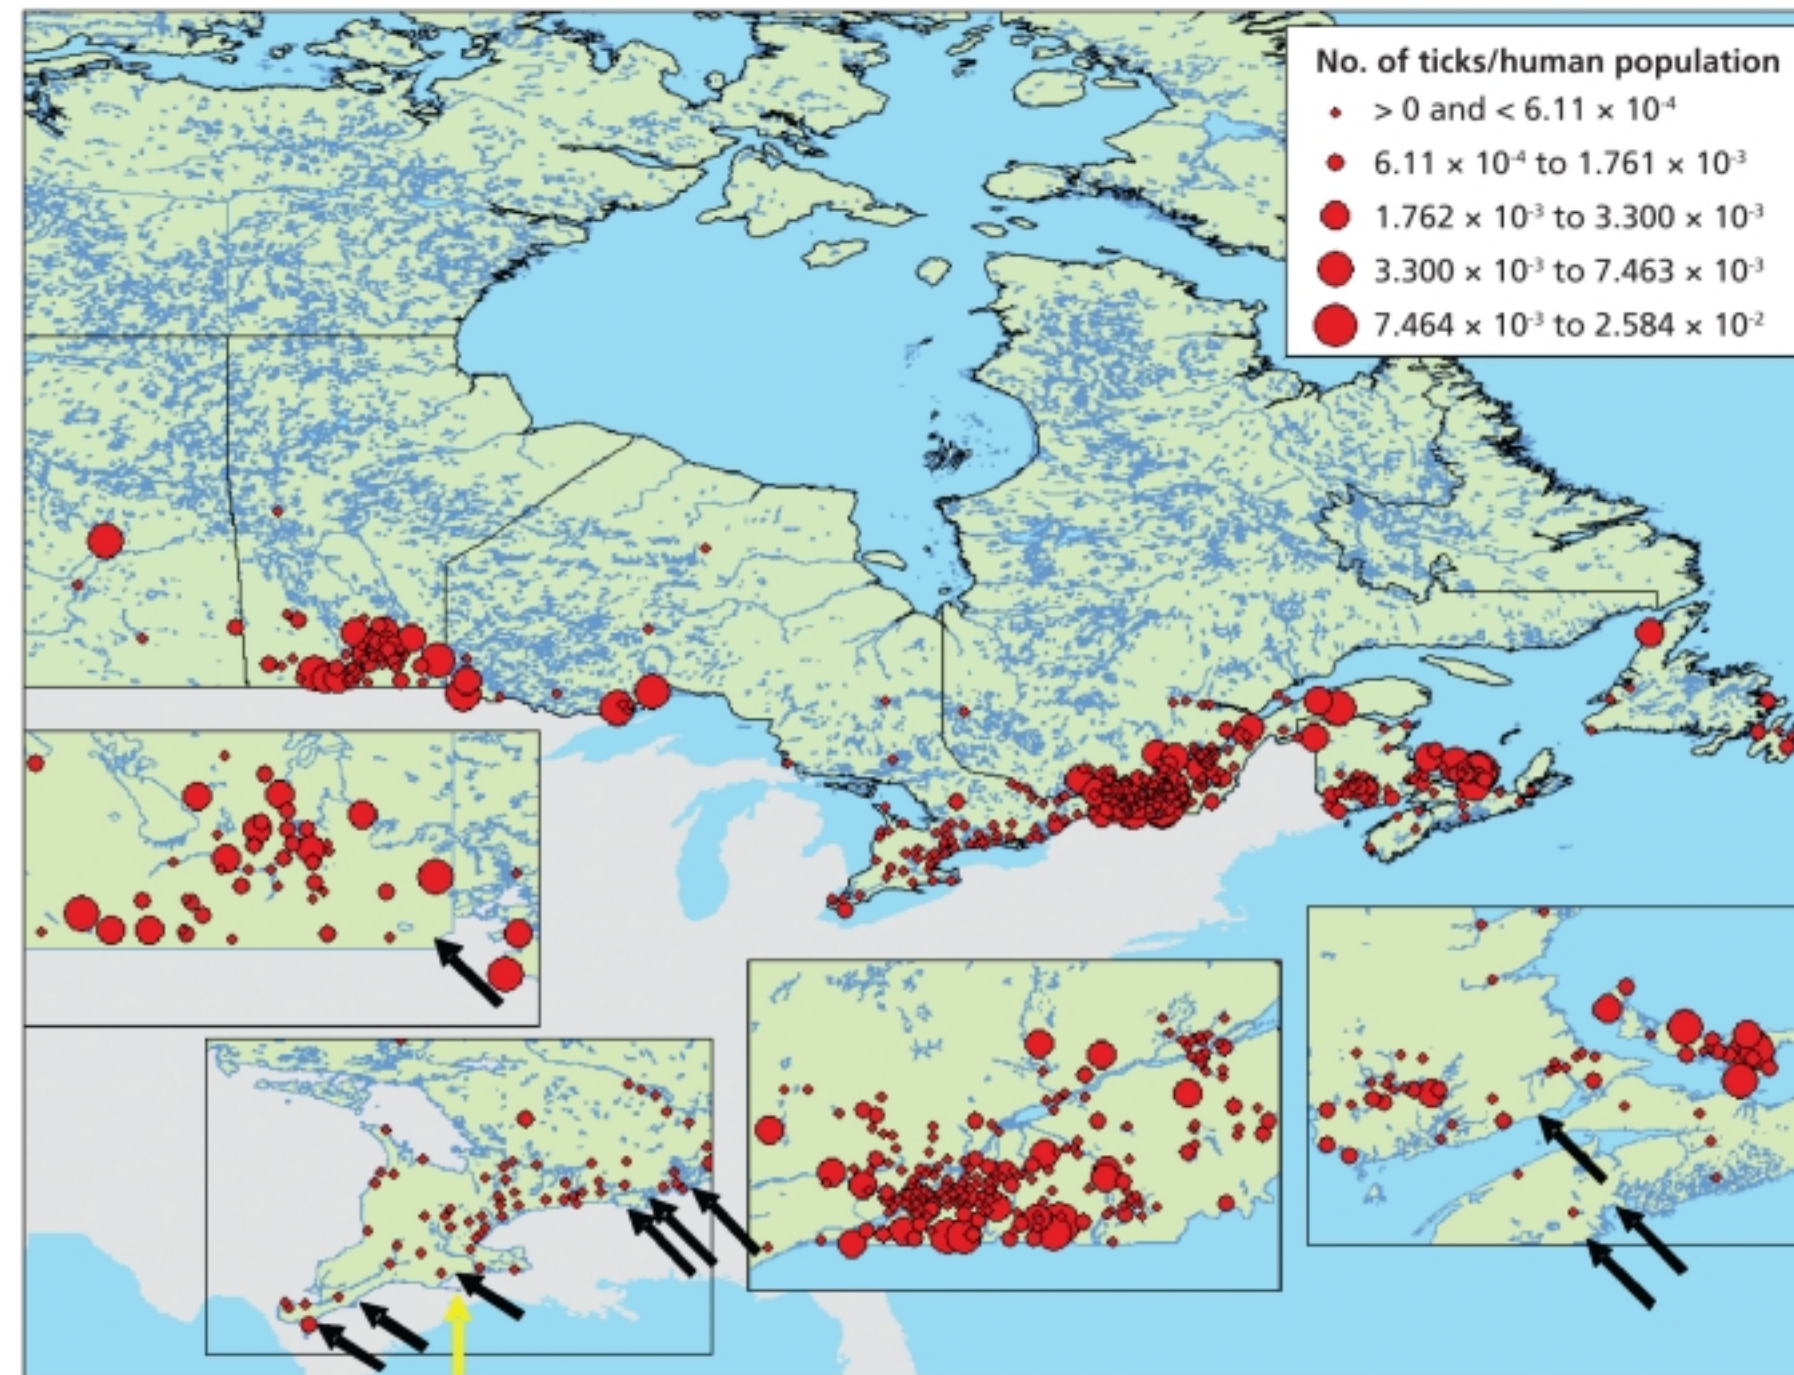 No. of ticks/human population
> 0 and < 6.11 × 10⁻⁴
6.11 × 10⁻⁴ to 1.761 × 10⁻³
1.762 × 10⁻³ to 3.300 × 10⁻³
3.300 × 10⁻³ to 7.463 × 10⁻³
7.464 × 10⁻³ to 2.584 × 10⁻²